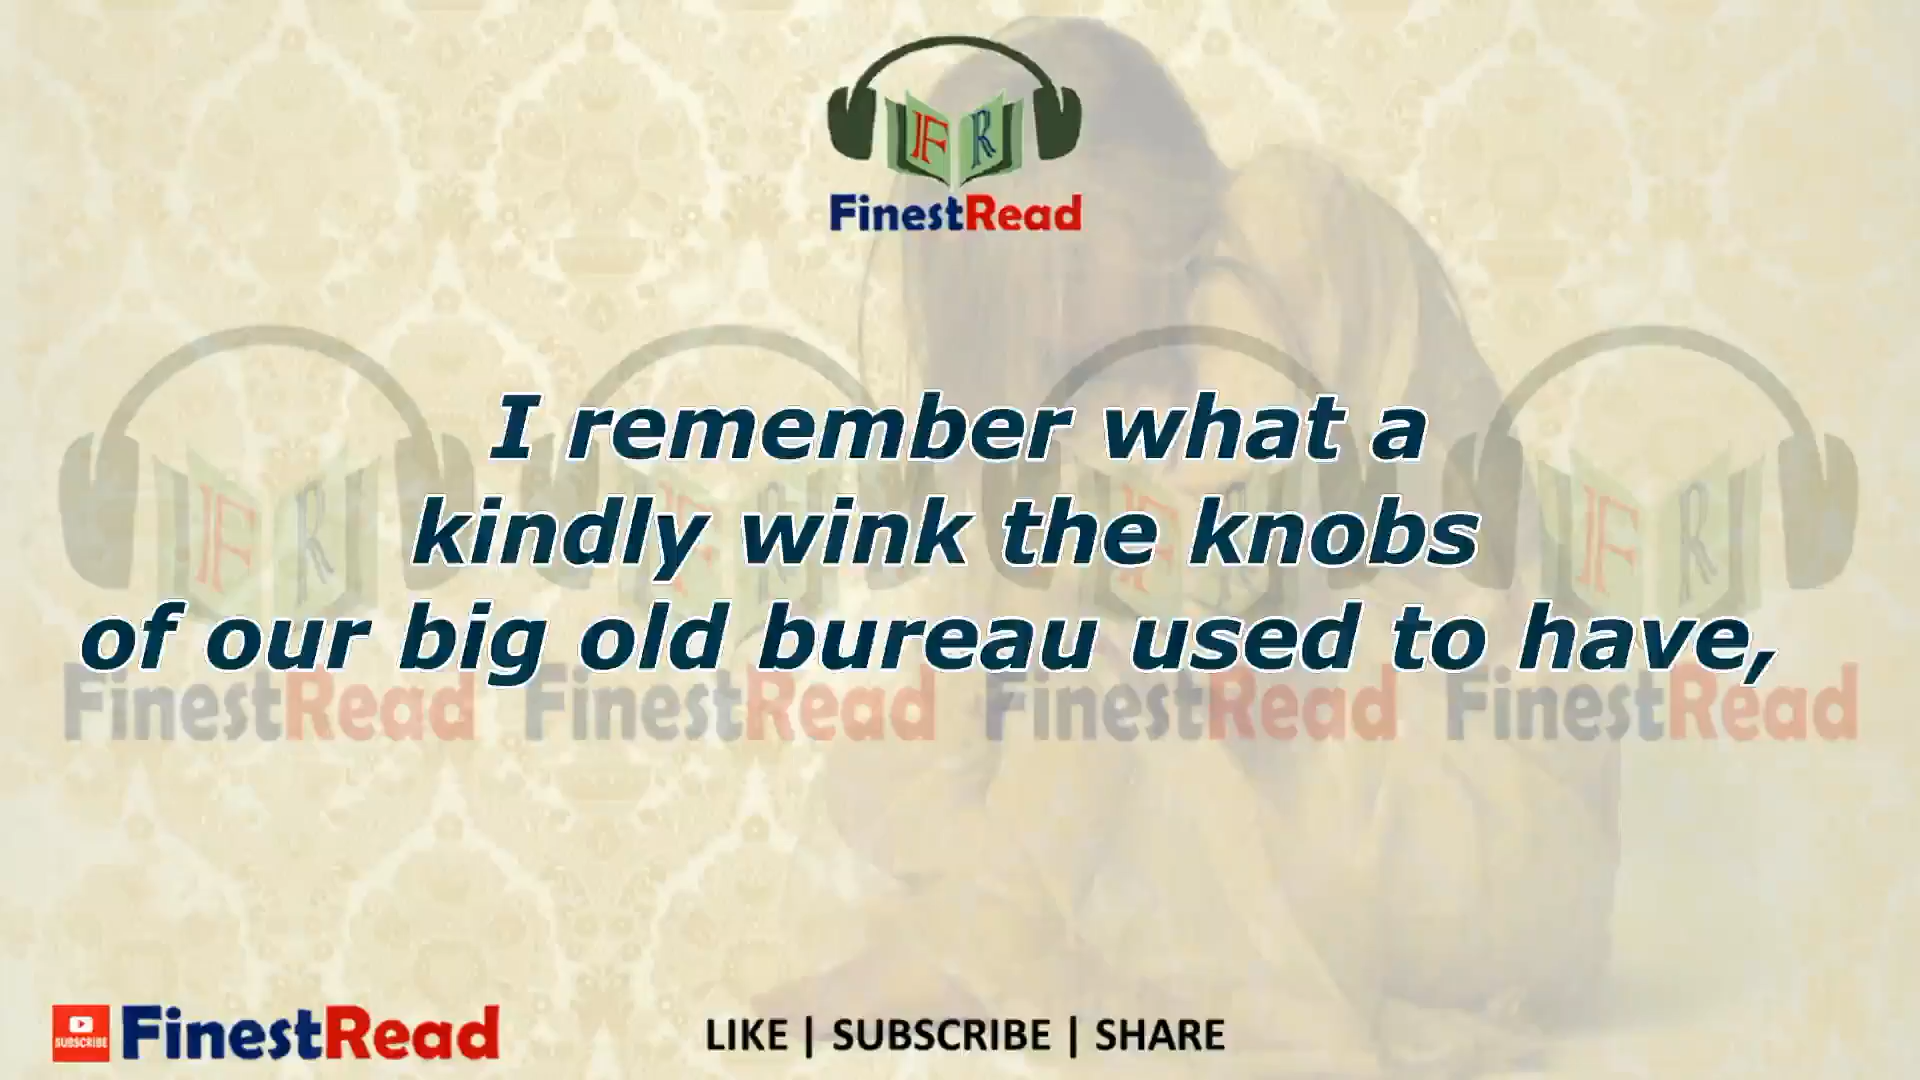 F R
FinestRead
I remember what a
kindly wink the knobs
of our big old bureau used to have,
F R F R F R F R
FinestRead FinestRead FinestRead FinestRead
SUBSCRIBE FinestRead LIKE | SUBSCRIBE | SHARE